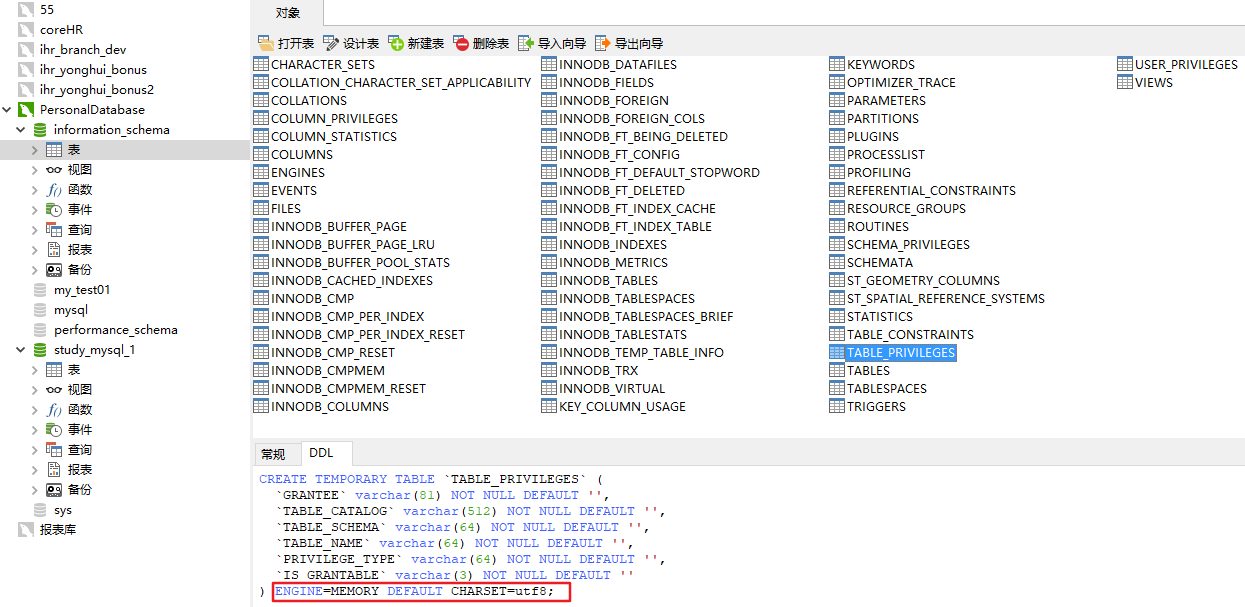 55
coreHR
ihr_branch_dev
ihr_yonghui_bonus
ihr_yonghui_bonus2
PersonalDatabase
information_schema
表
视图
函数
事件
查询
报表
备份
my_test01
mysql
performance_schema
study_mysql_1
表
视图
函数
事件
查询
报表
备份
sys
报表库
对象
打开表 设计表 新建表 删除表 导入向导 导出向导
CHARACTER_SETS
COLLATION_CHARACTER_SET_APPLICABILITY
COLLATIONS
COLUMN_PRIVILEGES
COLUMN_STATISTICS
COLUMNS
ENGINES
EVENTS
FILES
INNODB_BUFFER_PAGE
INNODB_BUFFER_PAGE_LRU
INNODB_BUFFER_POOL_STATS
INNODB_CACHED_INDEXES
INNODB_CMP
INNODB_CMP_PER_INDEX
INNODB_CMP_PER_INDEX_RESET
INNODB_CMP_RESET
INNODB_CMPMEM
INNODB_CMPMEM_RESET
INNODB_COLUMNS
INNODB_DATAFILES
INNODB_FIELDS
INNODB_FOREIGN
INNODB_FOREIGN_COLS
INNODB_FT_BEING_DELETED
INNODB_FT_CONFIG
INNODB_FT_DEFAULT_STOPWORD
INNODB_FT_DELETED
INNODB_FT_INDEX_CACHE
INNODB_FT_INDEX_TABLE
INNODB_INDEXES
INNODB_METRICS
INNODB_TABLES
INNODB_TABLESPACES
INNODB_TABLESPACES_BRIEF
INNODB_TABLESTATS
INNODB_TEMP_TABLE_INFO
INNODB_TRX
INNODB_VIRTUAL
KEY_COLUMN_USAGE
KEYWORDS
OPTIMIZER_TRACE
PARAMETERS
PARTITIONS
PLUGINS
PROCESSLIST
PROFILING
REFERENTIAL_CONSTRAINTS
RESOURCE_GROUPS
ROUTINES
SCHEMA_PRIVILEGES
SCHEMATA
ST_GEOMETRY_COLUMNS
ST_SPATIAL_REFERENCE_SYSTEMS
STATISTICS
TABLE_CONSTRAINTS
TABLE_PRIVILEGES
TABLES
TABLESPACES
TRIGGERS
USER_PRIVILEGES
VIEWS
常规 DDL
CREATE TEMPORARY TABLE `TABLE_PRIVILEGES` (
`GRANTEE` varchar(81) NOT NULL DEFAULT '',
`TABLE_CATALOG` varchar(512) NOT NULL DEFAULT '',
`TABLE_SCHEMA` varchar(64) NOT NULL DEFAULT '',
`TABLE_NAME` varchar(64) NOT NULL DEFAULT '',
`PRIVILEGE_TYPE` varchar(64) NOT NULL DEFAULT '',
`IS_GRANTABLE` varchar(3) NOT NULL DEFAULT ''
) ENGINE=MEMORY DEFAULT CHARSET=utf8;